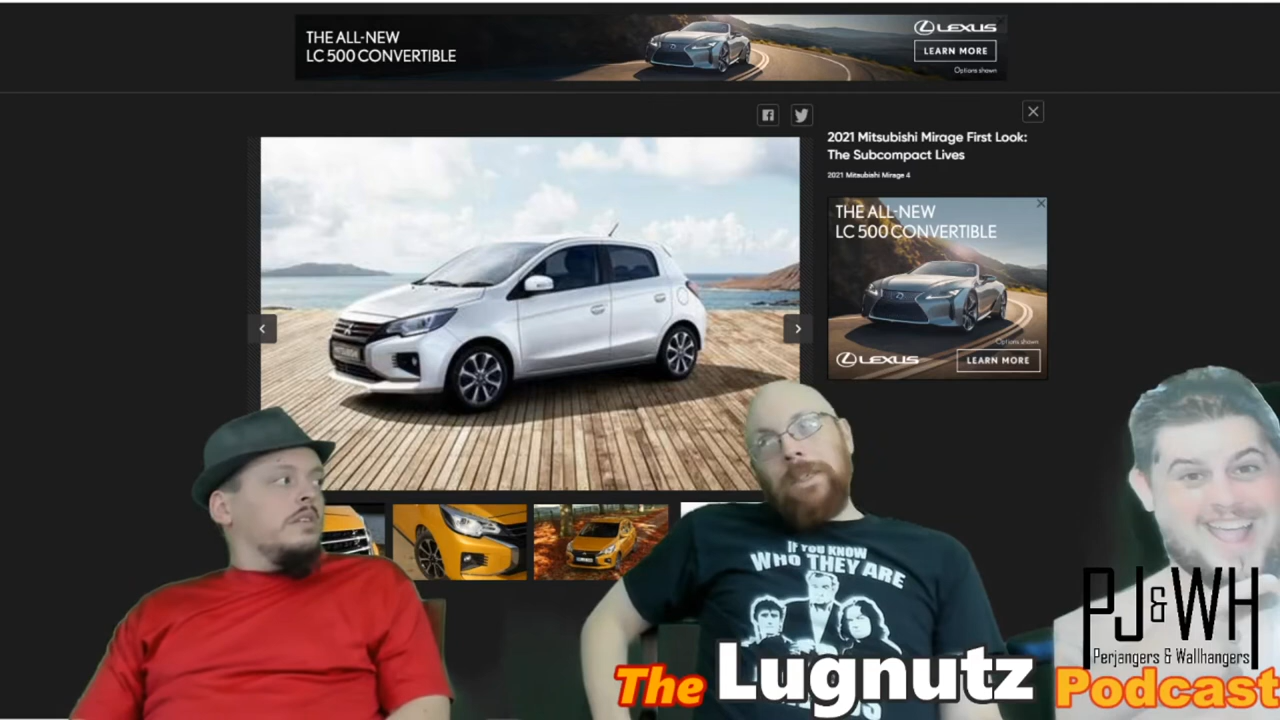 THE ALL-NEW
LC 500 CONVERTIBLE
LEXUS
LEARN MORE
Options shown
2021 Mitsubishi Mirage First Look:
The Subcompact Lives
2021 Mitsubishi Mirage 4
THE ALL-NEW
LC 500 CONVERTIBLE
Options shown
LEXUS
LEARN MORE
IF YOU KNOW
WHO THEY ARE
PJ&WH
Perjangers & Wallhangers
The Lugnutz Podcast